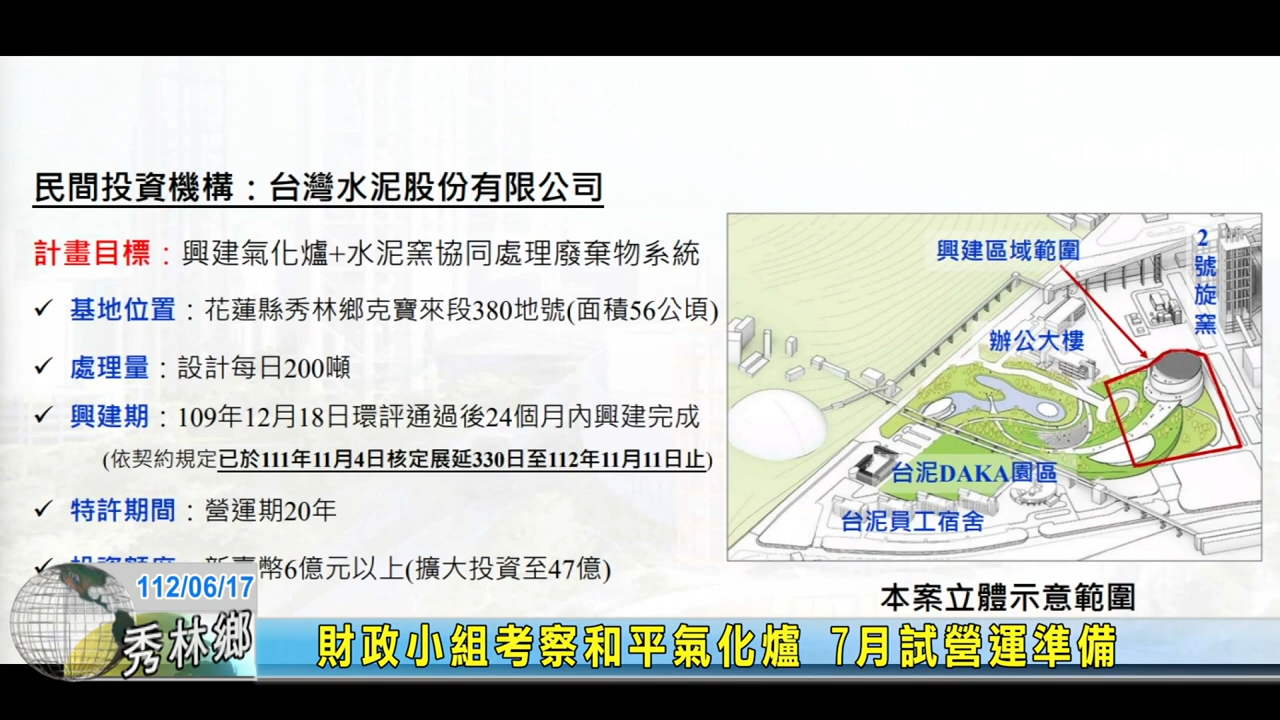 民間投資機構：台灣水泥股份有限公司
計畫目標：興建氣化爐+水泥窯協同處理廢棄物系統
✓ 基地位置：花蓮縣秀林鄉克寶來段380地號(面積56公頃)
✓ 處理量：設計每日200噸
✓ 興建期：109年12月18日環評通過後24個月內興建完成
(依契約規定已於111年11月4日核定展延330日至112年11月11日止)
✓ 特許期間：營運期20年
幣6億元以上(擴大投資至47億)
興建區域範圍
2號旋窯
辦公大樓
台泥DAKA園區
台泥員工宿舍
本案立體示意範圍
112/06/17
秀林鄉
財政小組考察和平氣化爐 7月試營運準備